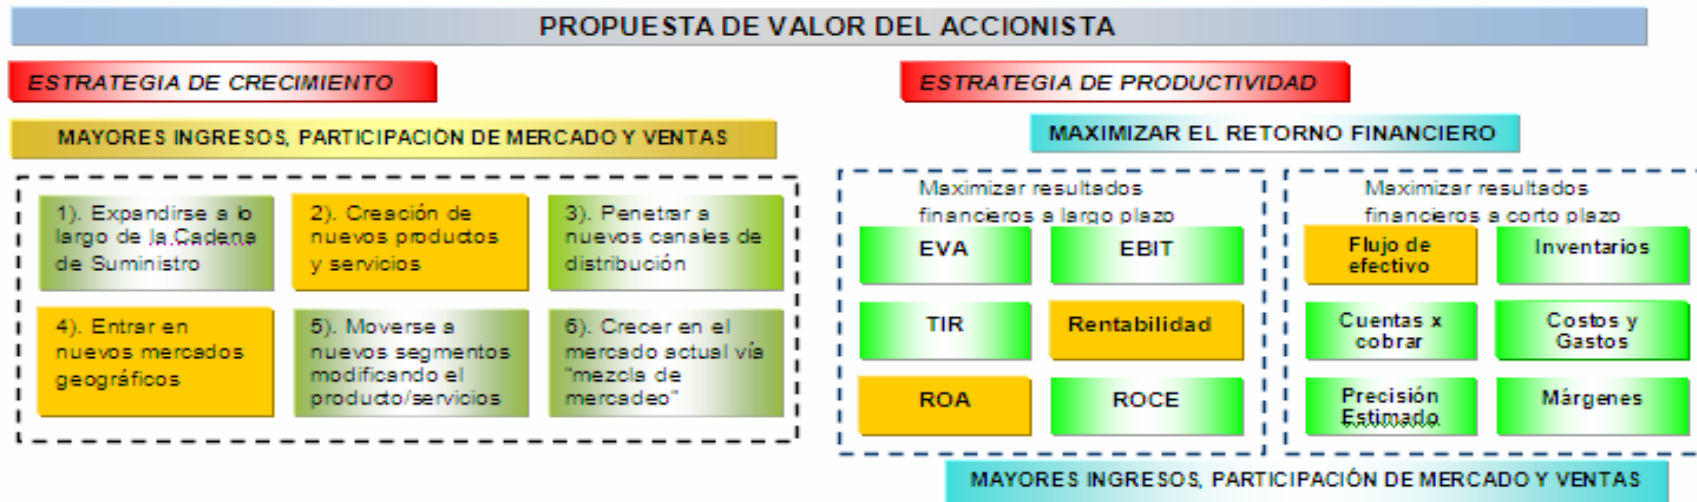 PROPUESTA DE VALOR DEL ACCIONISTA
ESTRATEGIA DE CRECIMIENTO
MAYORES INGRESOS, PARTICIPACIÓN DE MERCADO Y VENTAS
1). Expandirse a lo
largo de la Cadena
de Suministro
2). Creación de
nuevos productos
y servicios
3). Penetrar a
nuevos canales de
distribución
4). Entrar en
nuevos mercados
geográficos
5). Moverse a
nuevos segmentos
modificando el
producto/servicios
6). Crecer en el
mercado actual vía
"mezcla de
mercadeo"
ESTRATEGIA DE PRODUCTIVIDAD
MAXIMIZAR EL RETORNO FINANCIERO
Maximizar resultados
financieros a largo plazo
EVA
EBIT
TIR
Rentabilidad
ROA
ROCE
Maximizar resultados
financieros a corto plazo
Flujo de
efectivo
Inventarios
Cuentas x
cobrar
Costos y
Gastos
Precisión
Estimado
Márgenes
MAYORES INGRESOS, PARTICIPACIÓN DE MERCADO Y VENTAS